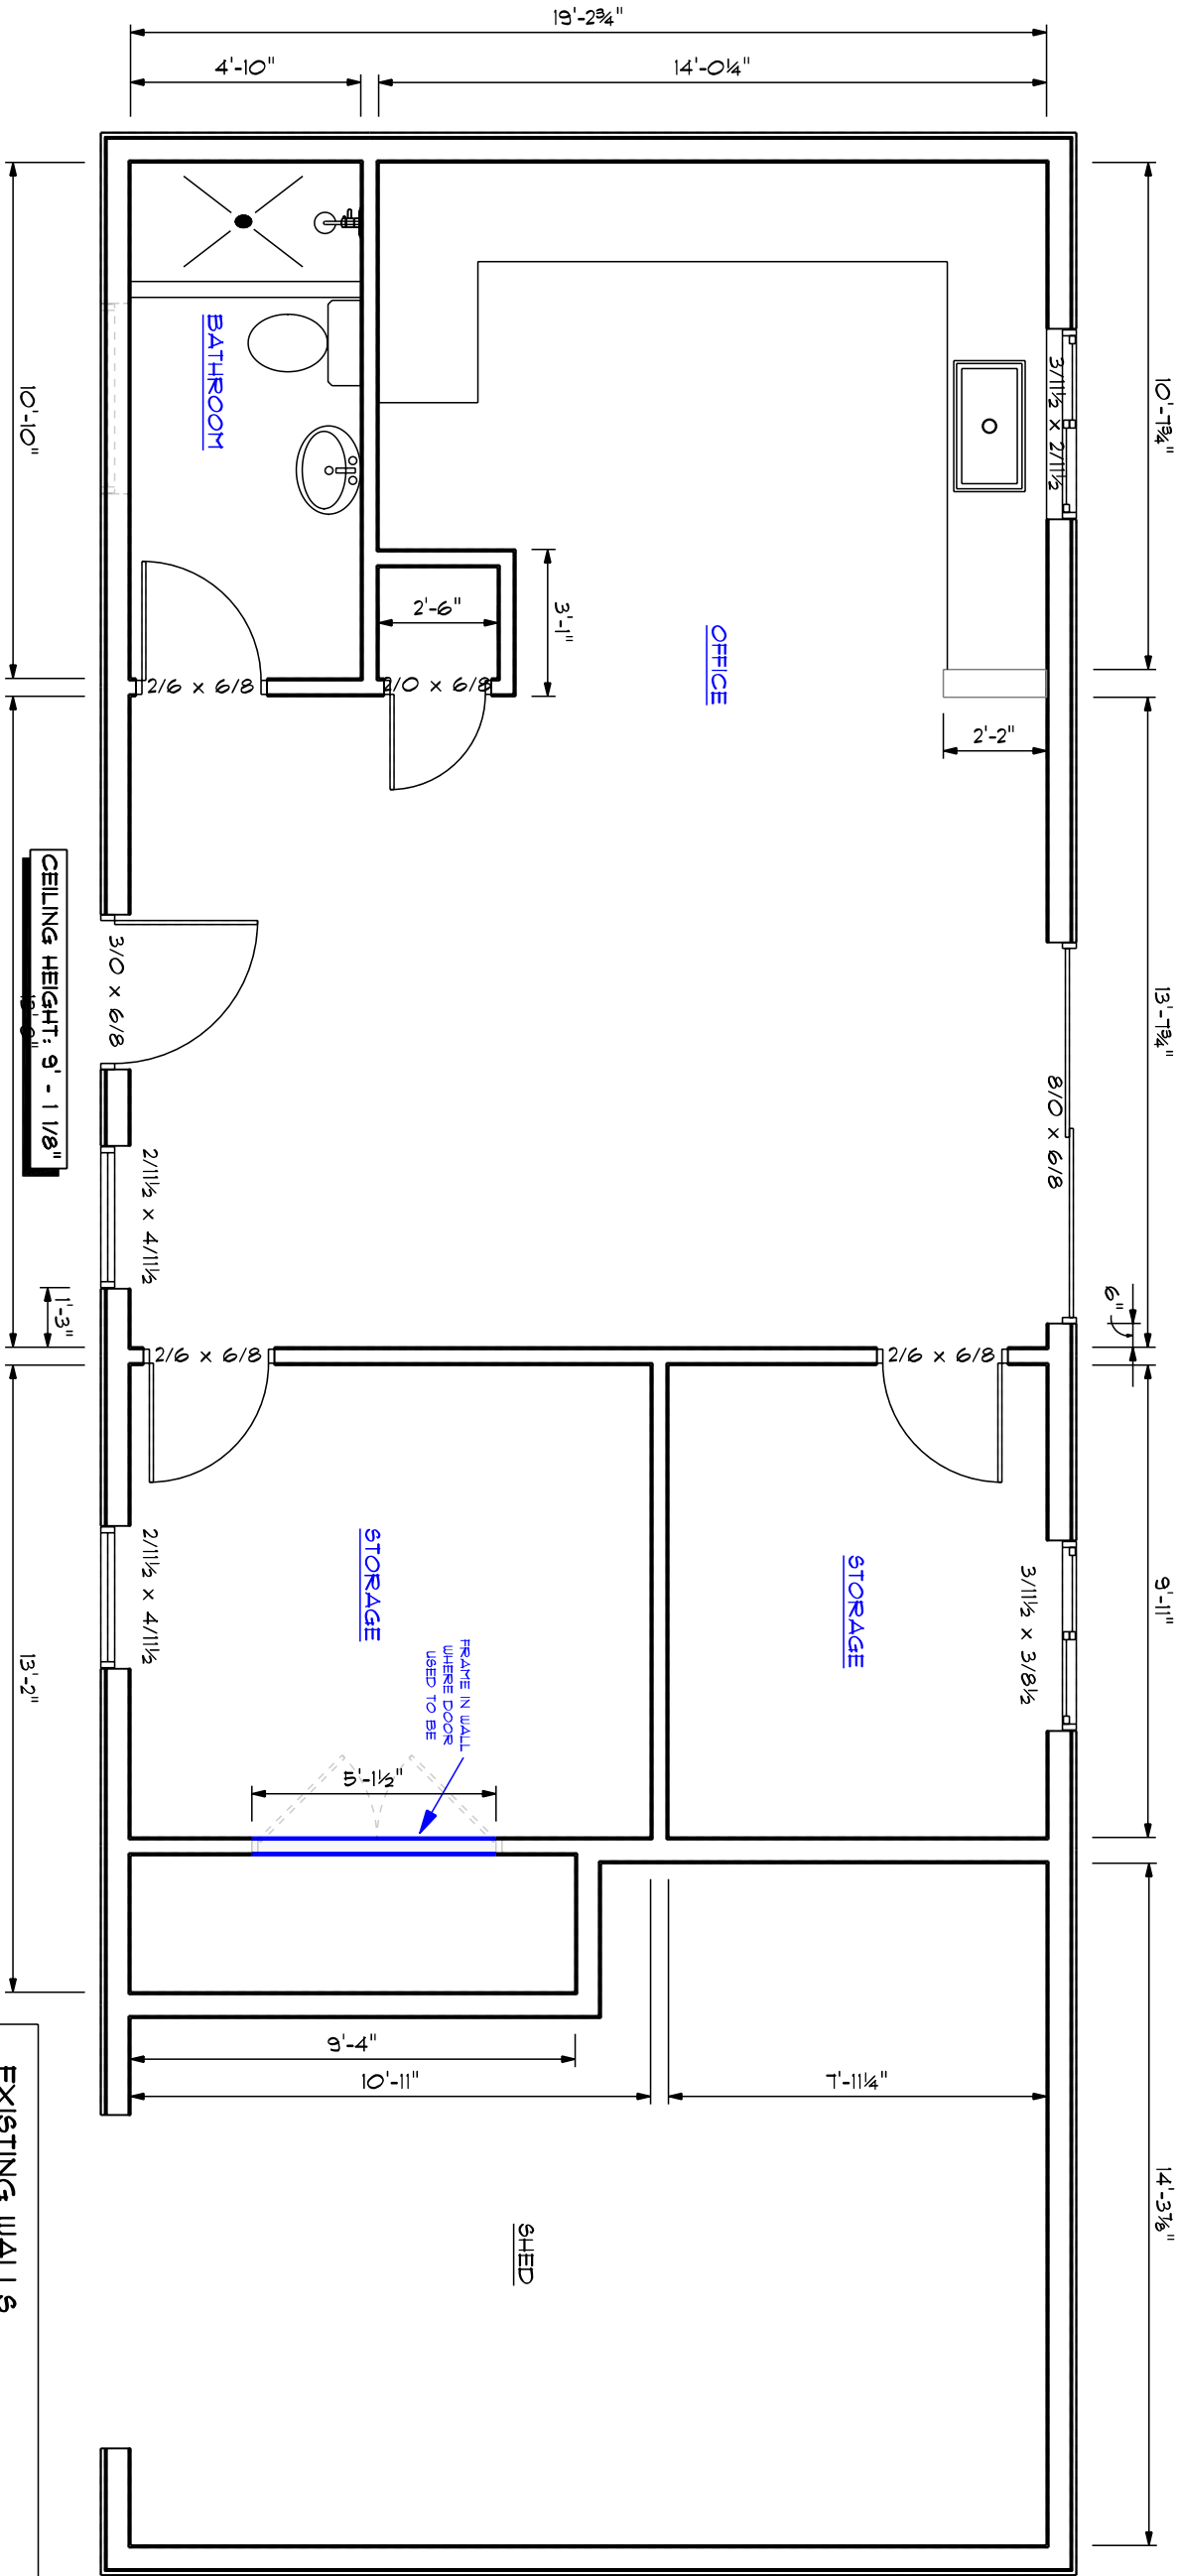 19'-2¾"
4'-10"
14'-0¼"
10'-7¾"
13'-7¾"
6"
9'-11"
14'-3⅞"
3/11½ x 2/11½
8/0 x 6/8
3/11½ x 3/8½
2'-2"
OFFICE
STORAGE
7'-11¼"
3'-1"
2'-6"
2/0 x 6/8
2/6 x 6/8
SHED
FRAME IN WALL
WHERE DOOR
USED TO BE
5'-1½"
STORAGE
10'-11"
9'-4"
BATHROOM
2/6 x 6/8
2/6 x 6/8
3/0 x 6/8
2/11½ x 4/11½
2/11½ x 4/11½
1'-3"
CEILING HEIGHT: 9' - 1 1/8"
10'-10"
13'-2"
EXISTING WALLS